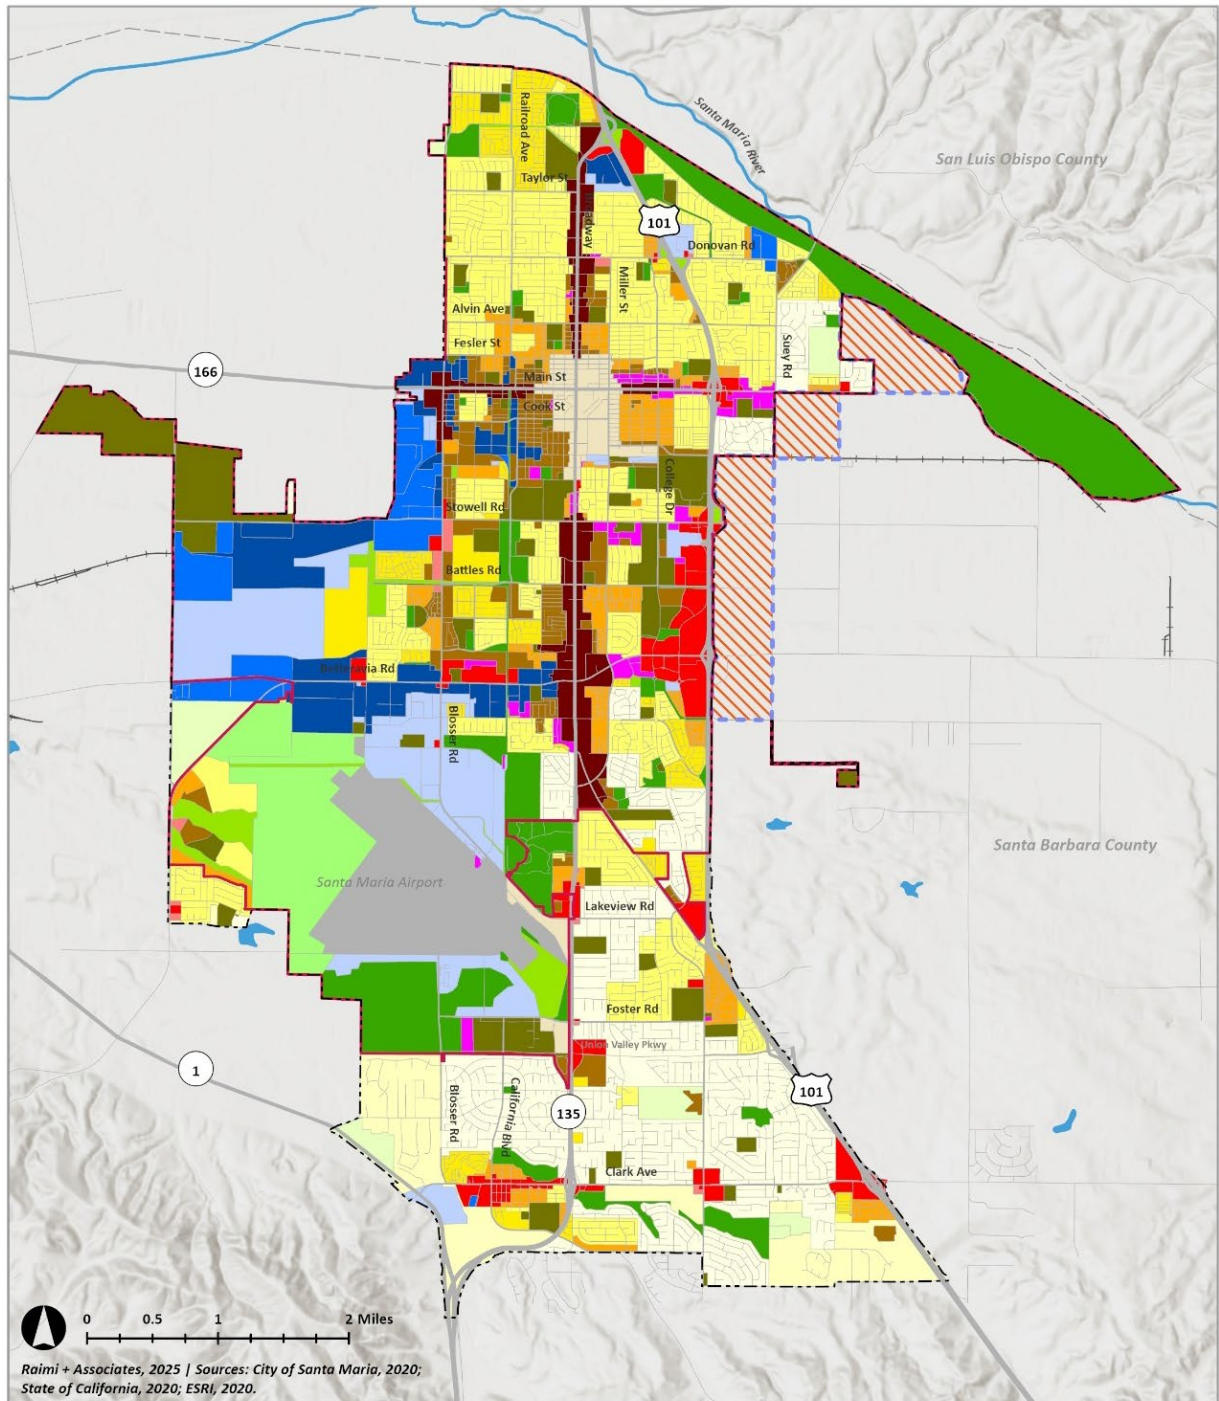 Santa Maria River
San Luis Obispo County
Railroad Ave
Taylor St
101
Donovan Rd
Miller St
Alvin Ave
Fesler St
Suey Rd
166
Main St
Cook St
College Dr
Stowell Rd
Battles Rd
Betteravia Rd
Blosser Rd
Santa Barbara County
Santa Maria Airport
Lakeview Rd
Foster Rd
Union Valley Pkwy
1
101
Blosser Rd
California Blvd
135
Clark Ave
0 0.5 1 2 Miles
Raimi + Associates, 2025 | Sources: City of Santa Maria, 2020;
State of California, 2020; ESRI, 2020.